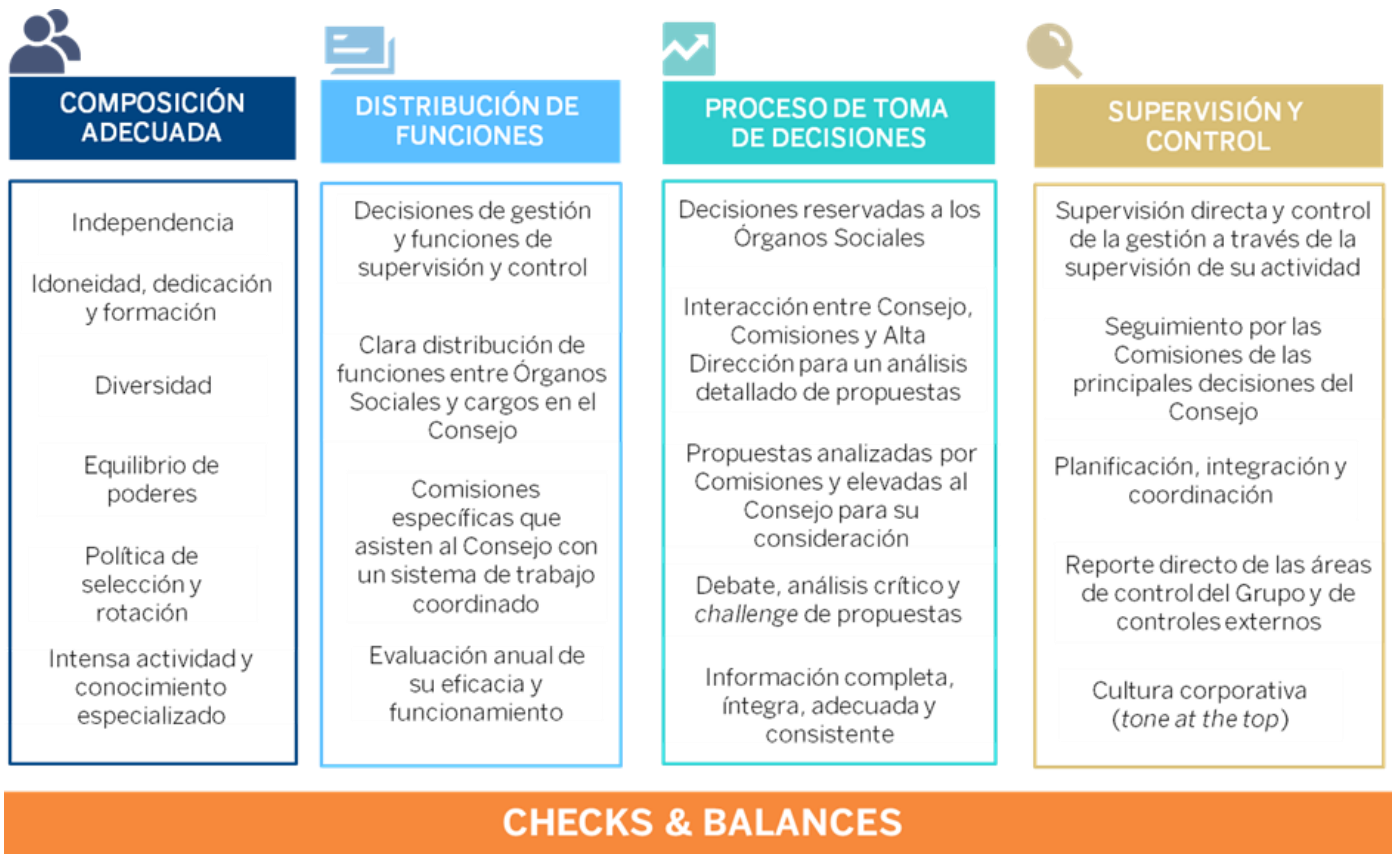 COMPOSICIÓN
ADECUADA
Independencia
Idoneidad, dedicación
y formación
Diversidad
Equilibrio de
poderes
Política de
selección y
rotación
Intensa actividad y
conocimiento
especializado
DISTRIBUCIÓN DE
FUNCIONES
Decisiones de gestión
y funciones de
supervisión y control
Clara distribución de
funciones entre Órganos
Sociales y cargos en el
Consejo
Comisiones
específicas que
asisten al Consejo con
un sistema de trabajo
coordinado
Evaluación anual de
su eficacia y
funcionamiento
PROCESO DE TOMA
DE DECISIONES
Decisiones reservadas a los
Órganos Sociales
Interacción entre Consejo,
Comisiones y Alta
Dirección para un análisis
detallado de propuestas
Propuestas analizadas por
Comisiones y elevadas al
Consejo para su
consideración
Debate, análisis crítico y
challenge de propuestas
Información completa,
íntegra, adecuada y
consistente
SUPERVISIÓN Y
CONTROL
Supervisión directa y control
de la gestión a través de la
supervisión de su actividad
Seguimiento por las
Comisiones de las
principales decisiones del
Consejo
Planificación, integración y
coordinación
Reporte directo de las áreas
de control del Grupo y de
controles externos
Cultura corporativa
(tone at the top)
CHECKS & BALANCES